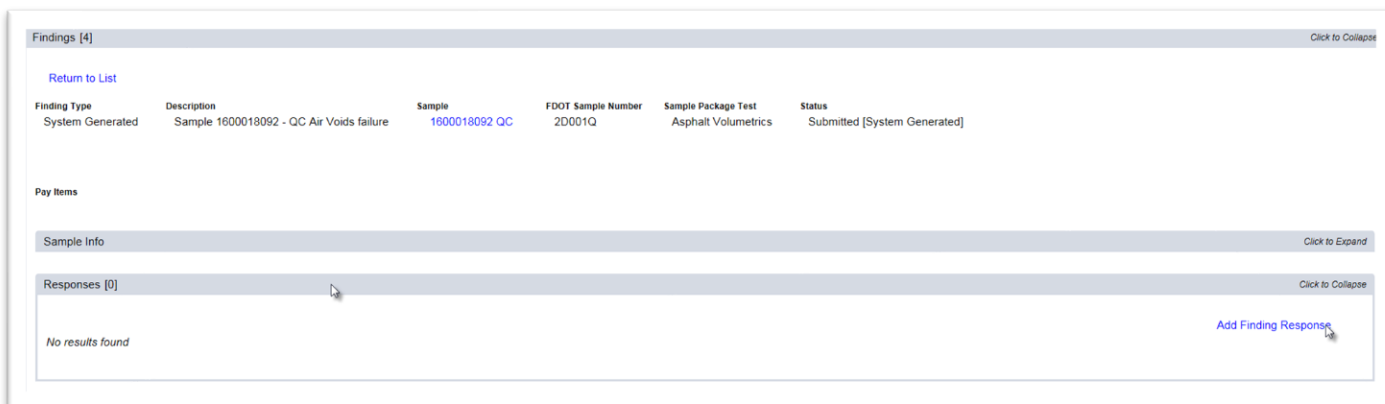 Findings [4] Click to Collapse
Return to List
Finding Type Description Sample FDOT Sample Number Sample Package Test Status
System Generated Sample 1600018092 - QC Air Voids failure 1600018092 QC 2D001Q Asphalt Volumetrics Submitted [System Generated]
Pay Items
Sample Info Click to Expand
Responses [0] Click to Collapse
Add Finding Response
No results found